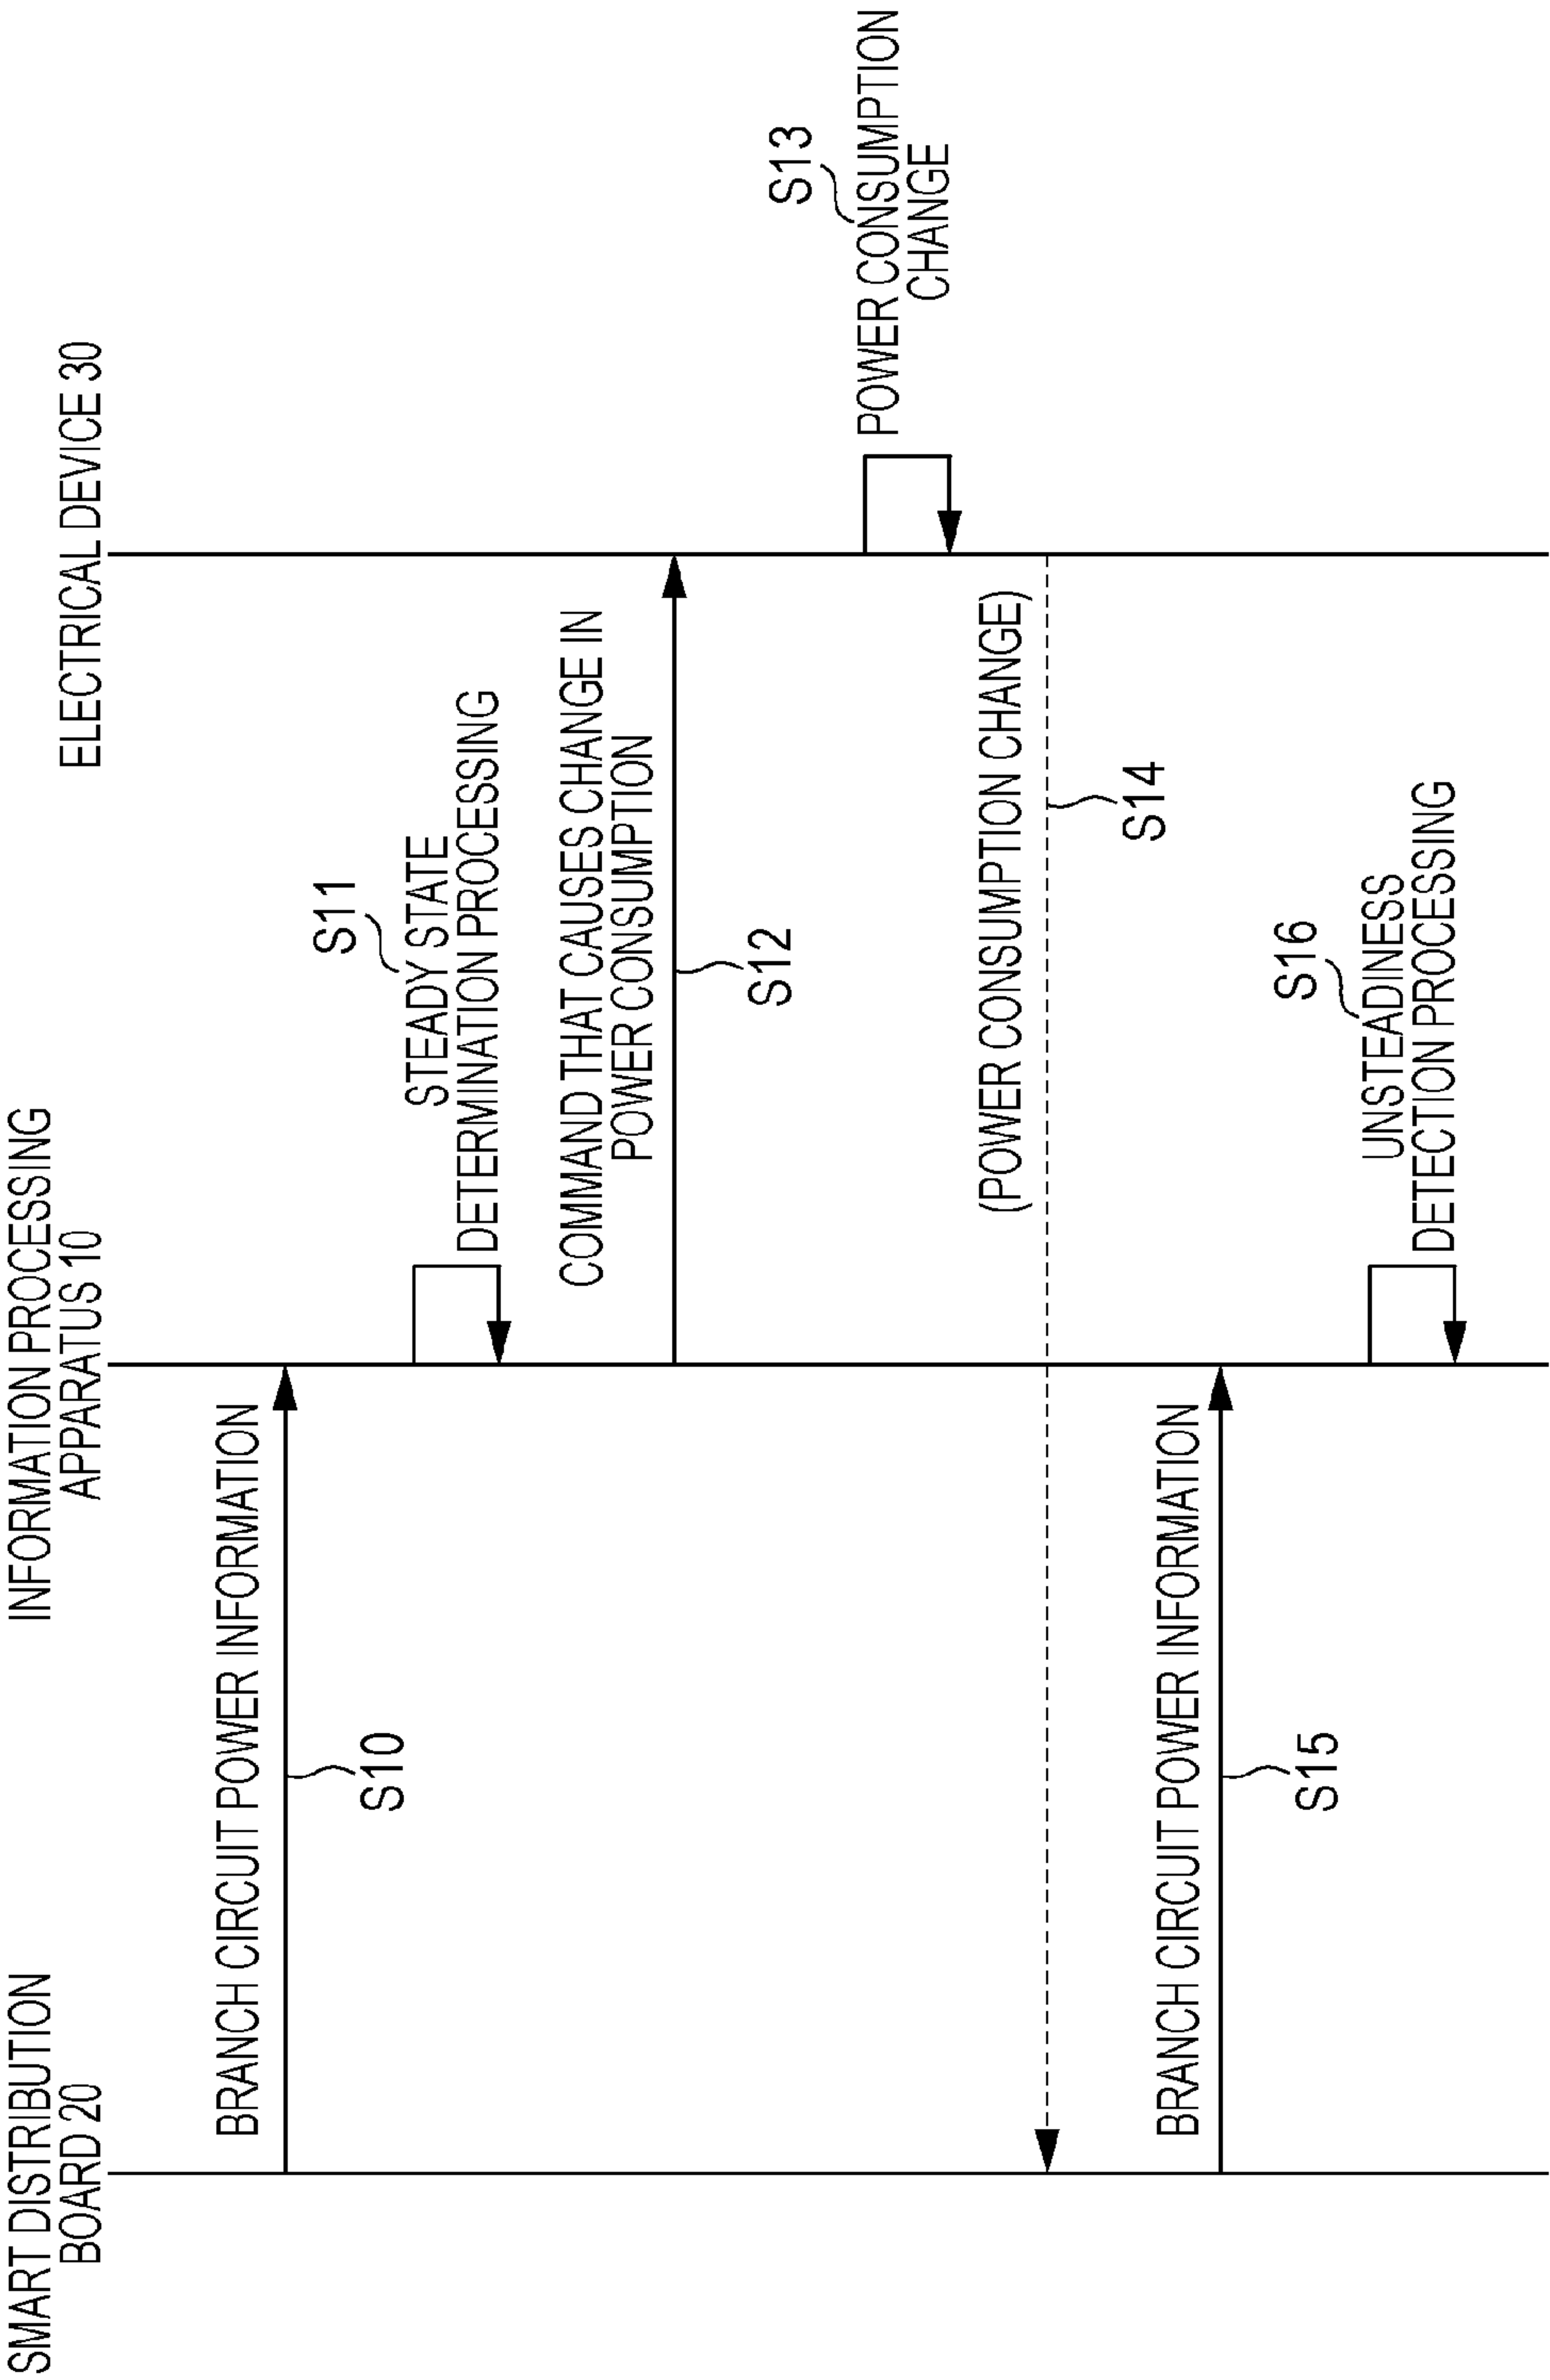 SMART DISTRIBUTION
BOARD 20
INFORMATION PROCESSING
APPARATUS 10
ELECTRICAL DEVICE 30
BRANCH CIRCUIT POWER INFORMATION
S10
S11
STEADY STATE
DETERMINATION PROCESSING
COMMAND THAT CAUSES CHANGE IN
POWER CONSUMPTION
S12
S13
POWER CONSUMPTION
CHANGE
(POWER CONSUMPTION CHANGE)
S14
BRANCH CIRCUIT POWER INFORMATION
S15
S16
UNSTEADINESS
DETECTION PROCESSING